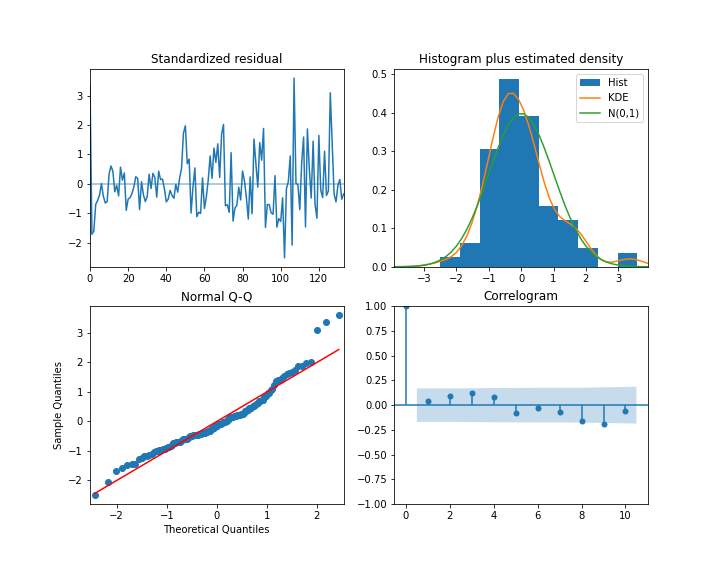 Standardized residual
3
2
1
0
−1
−2
0 20 40 60 80 100 120
Histogram plus estimated density
Hist
KDE
N(0,1)
0.5
0.4
0.3
0.2
0.1
0.0
−3 −2 −1 0 1 2 3
Normal Q-Q
Sample Quantiles
3
2
1
0
−1
−2
−2 −1 0 1 2
Theoretical Quantiles
Correlogram
1.00
0.75
0.50
0.25
0.00
−0.25
−0.50
−0.75
−1.00
0 2 4 6 8 10